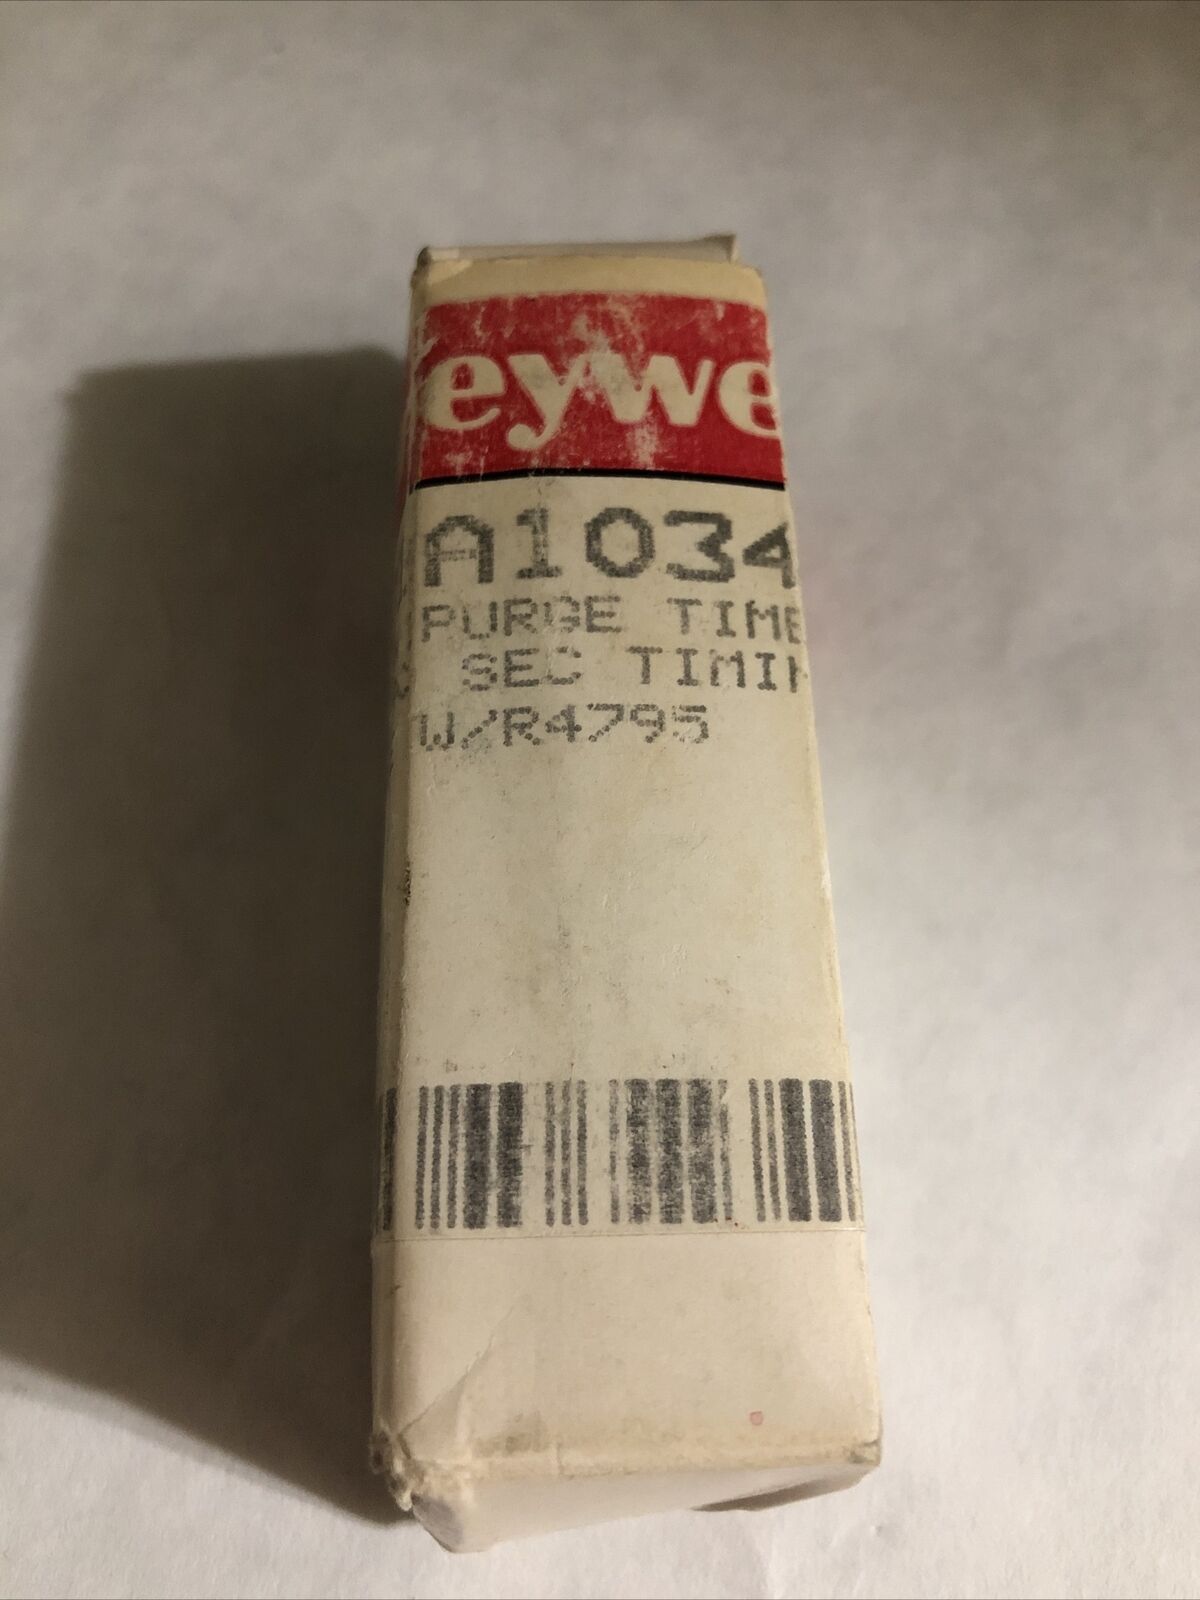 eywe
A1034
PURGE TIME
SEC TIMIN
W/R4795